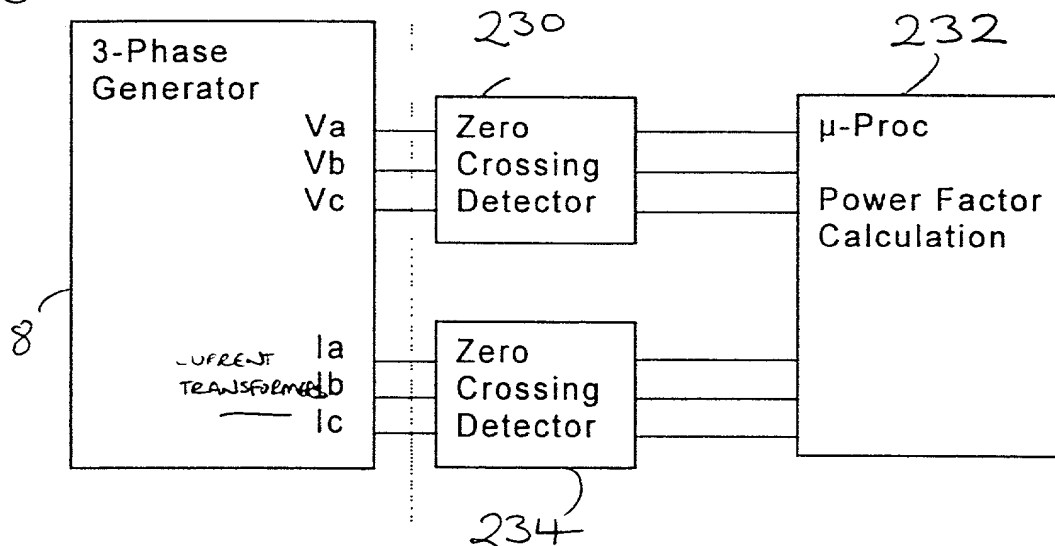 230
232
3-Phase
Generator
Va
Vb
Vc
Zero
Crossing
Detector
µ-Proc
Power Factor
Calculation
8
TRANSFORMERS
Ia
Ib
Ic
Zero
Crossing
Detector
234